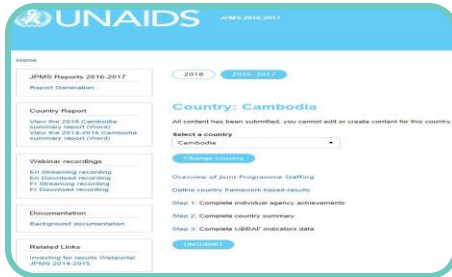 UNAIDS
JPMS 2016-2017
Home
JPMS Reports 2016-2017
Report Generation
Country Report
View the 2016 Cambodia
summary report (Word)
View the 2014-2015 Cambodia
summary report (Word)
Webinar recordings
En Streaming recording
En Download recording
Fr Streaming recording
Fr Download recording
Documentation
Background documentation
Related Links
Investing for results Webportal
JPMS 2014-2015
2016
2016-2017
Country: Cambodia
All content has been submitted, you cannot edit or create content for this country.
Select a country
Cambodia
Change country
Overview of Joint Programme Staffing
Define country framework based-results
Step 1: Complete individual agency achievements
Step 2: Complete country summary
Step 3: Complete UBRAF indicators data
UNSUBMIT